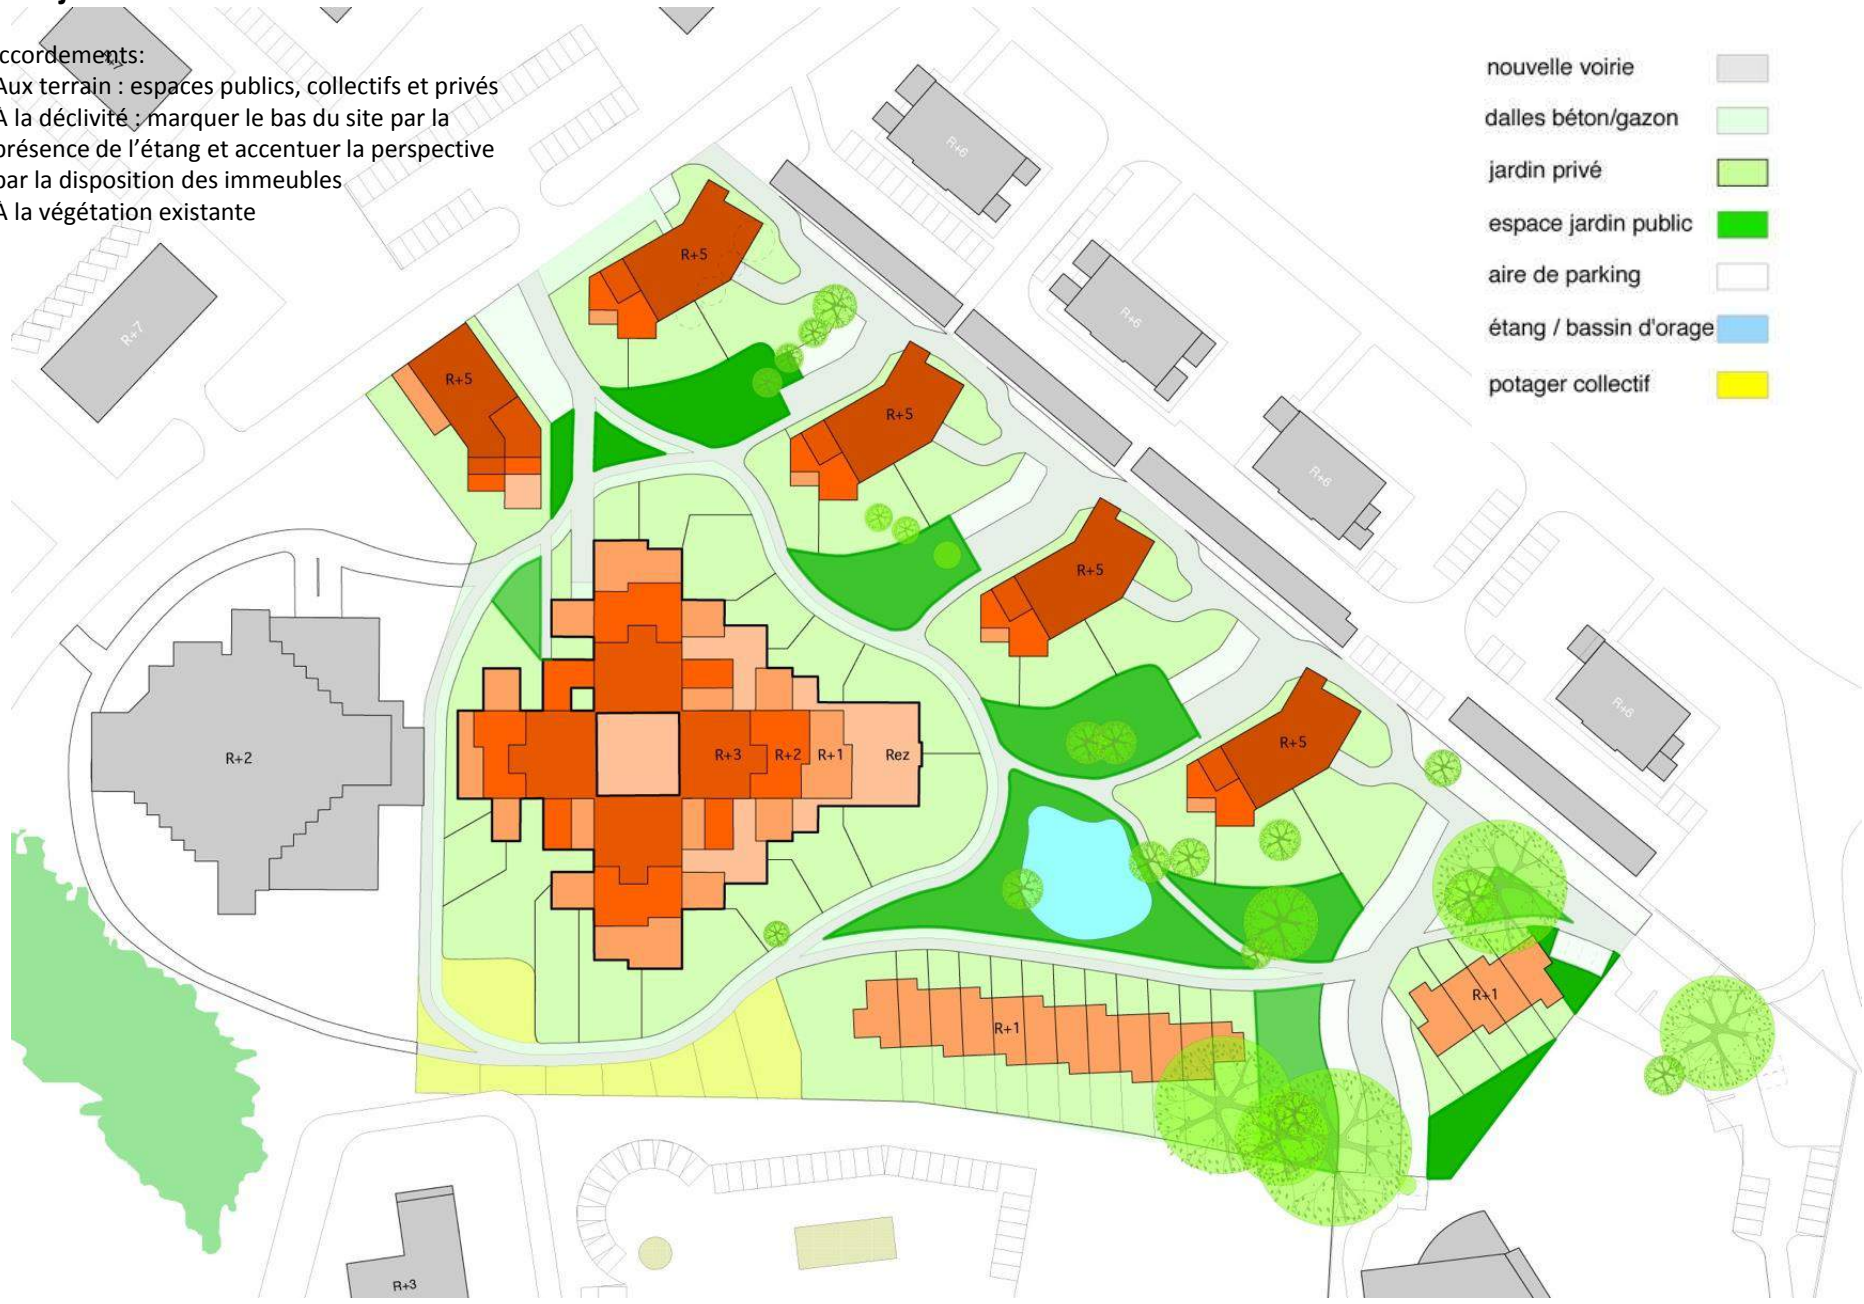 ccordements:
Aux terrain : espaces publics, collectifs et privés
À la déclivité : marquer le bas du site par la
présence de l'étang et accentuer la perspective
par la disposition des immeubles
À la végétation existante
nouvelle voirie
dalles béton/gazon
jardin privé
espace jardin public
aire de parking
étang / bassin d'orage
potager collectif
R+6
R+5
R+7
R+6
R+5
R+5
R+6
R+5
R+6
R+5
R+2
R+3
R+2
R+1
Rez
R+1
R+1
R+3